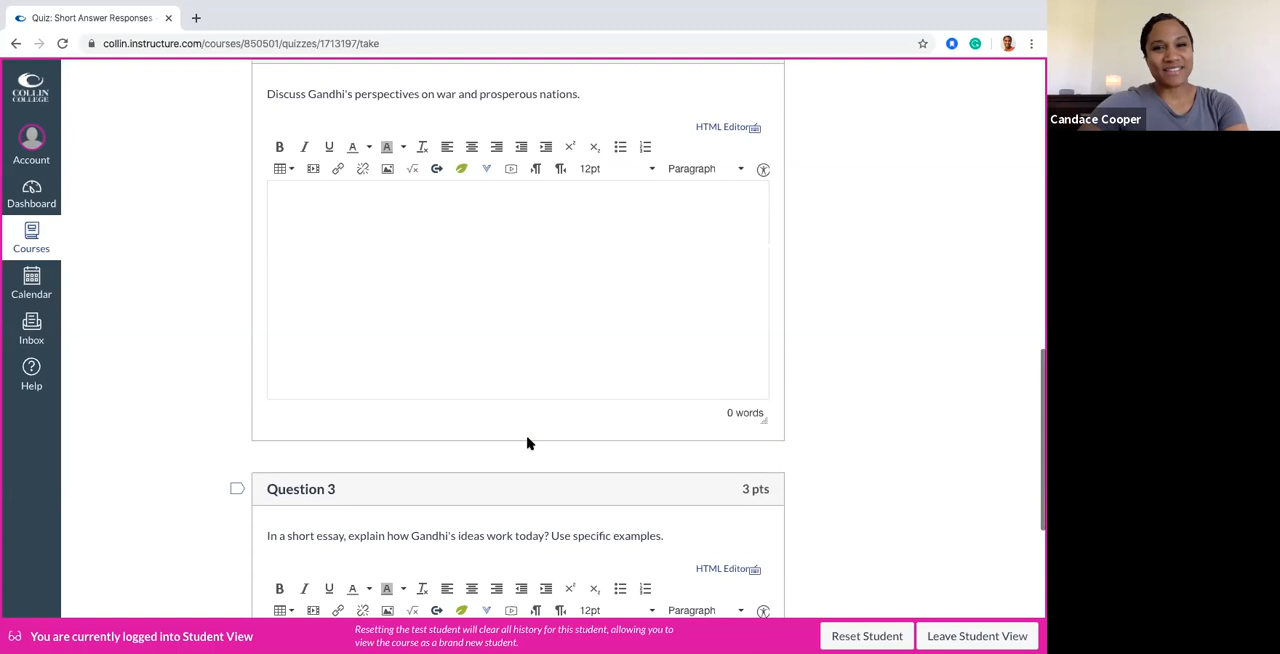 Quiz: Short Answer Responses
collin.instructure.com/courses/850501/quizzes/1713197/take
COLLIN
COLLEGE
Account
Dashboard
Courses
Calendar
Inbox
Help
Discuss Gandhi's perspectives on war and prosperous nations.
HTML Editor
B I U A A
12pt Paragraph
0 words
Question 3 3 pts
In a short essay, explain how Gandhi's ideas work today? Use specific examples.
HTML Editor
B I U A A
12pt Paragraph
You are currently logged into Student View
Resetting the test student will clear all history for this student, allowing you to
view the course as a brand new student.
Reset Student
Leave Student View
Candace Cooper